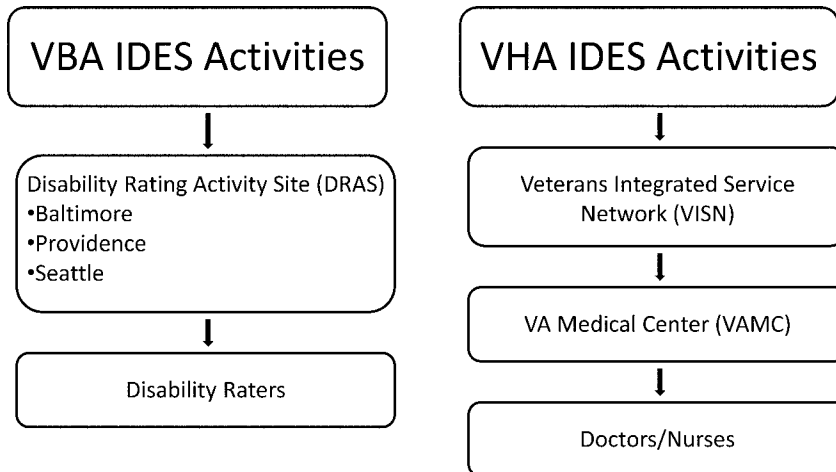 VBA IDES Activities
Disability Rating Activity Site (DRAS)
•Baltimore
•Providence
•Seattle
Disability Raters
VHA IDES Activities
Veterans Integrated Service
Network (VISN)
VA Medical Center (VAMC)
Doctors/Nurses